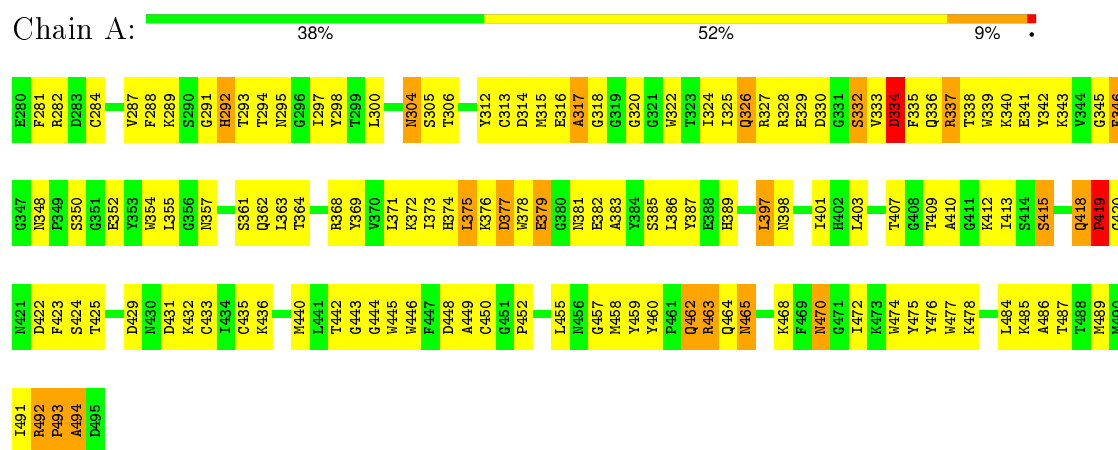 Chain A:
38% 52% 9% •
E280 F281 R282 D283 C284 V287 F288 K289 S290 G291 H292 T293 T294 N295 G296 I297 Y298 T299 L300 N304 S305 T306 Y312 C313 D314 M315 E316 A317 G318 G319 G320 G321 W322 T323 I324 I325 Q326 R327 R328 E329 D330 G331 S332 V333 D334 F335 Q336 R337 T338 W339 K340 E341 Y342 K343 V344 G345 F346
G347 N348 P349 S350 G351 E352 Y353 W354 L355 G356 N357 S361 Q362 L363 T364 R368 Y369 V370 L371 K372 I373 H374 L375 K376 D377 W378 E379 G380 N381 E382 A383 Y384 S385 L386 Y387 E388 H389 L397 N398 I401 H402 L403 T407 G408 T409 A410 G411 K412 I413 S414 S415 Q418 P419 G420
N421 D422 F423 S424 T425 D429 N430 D431 K432 C433 I434 C435 K436 M440 L441 T442 G443 G444 W445 W446 F447 D448 A449 C450 G451 P452 L455 N456 G457 M458 Y459 Y460 P461 Q462 R463 Q464 N465 K468 F469 N470 G471 I472 K473 W474 Y475 Y476 W477 K478 L484 K485 A486 T487 T488 M489
I491 R492 P493 A494 D495